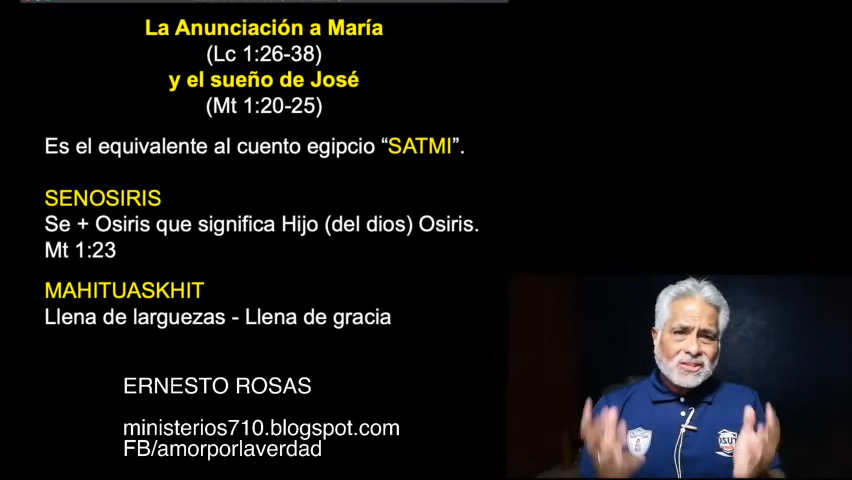 La Anunciación a María
(Lc 1:26-38)
y el sueño de José
(Mt 1:20-25)
Es el equivalente al cuento egipcio “SATMI”.
SENOSIRIS
Se + Osiris que significa Hijo (del dios) Osiris.
Mt 1:23
MAHITUASKHIT
Llena de larguezas - Llena de gracia
ERNESTO ROSAS
ministerios710.blogspot.com
FB/amorporlaverdad